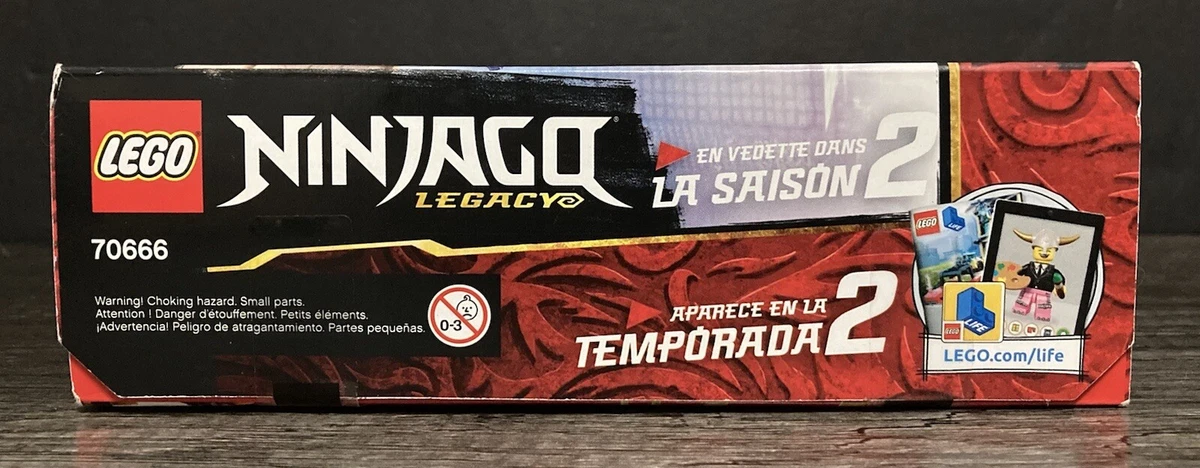 LEGO
NINJAGO®
LEGACY
70666
Warning! Choking hazard. Small parts.
Attention ! Danger d'étouffement. Petits éléments.
¡Advertencia! Peligro de atragantamiento. Partes pequeñas.
0-3
EN VEDETTE DANS
LA SAISON 2
APARECE EN LA
TEMPORADA 2
LEGO LIFE
LEGO LIFE
LEGO.com/life